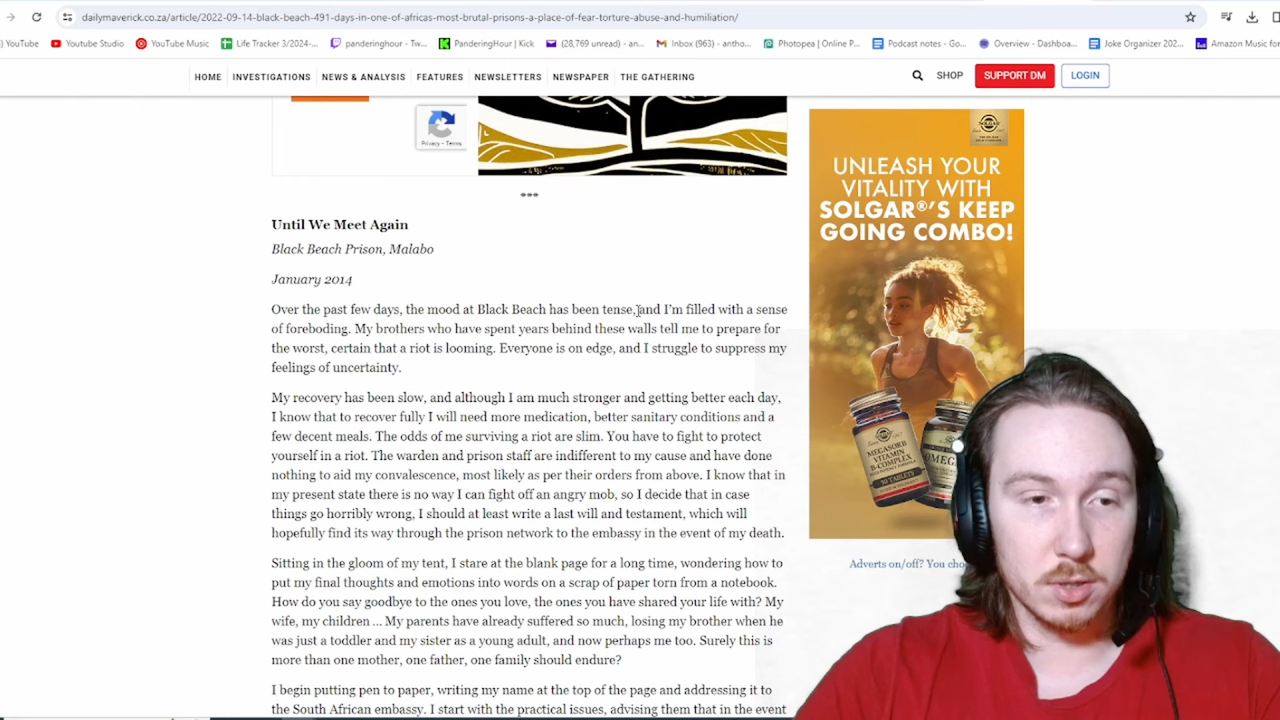 dailymaverick.co.za/article/2022-09-14-black-beach-491-days-in-one-of-africas-most-brutal-prisons-a-place-of-fear-torture-abuse-and-humiliation/
YouTube
Youtube Studio
YouTube Music
Life Tracker 3/2024-...
panderinghour - Tw...
PanderingHour | Kick
(28,769 unread) - an...
Inbox (963) - antho...
Photopea | Online P...
Podcast notes - Go...
Overview - Dashboa...
Joke Organizer 202...
Amazon Music for
HOME
INVESTIGATIONS
NEWS & ANALYSIS
FEATURES
NEWSLETTERS
NEWSPAPER
THE GATHERING
SHOP
SUPPORT DM
LOGIN
Privacy - Terms
Until We Meet Again
Black Beach Prison, Malabo
January 2014
Over the past few days, the mood at Black Beach has been tense, and I'm filled with a sense
of foreboding. My brothers who have spent years behind these walls tell me to prepare for
the worst, certain that a riot is looming. Everyone is on edge, and I struggle to suppress my
feelings of uncertainty.
My recovery has been slow, and although I am much stronger and getting better each day,
I know that to recover fully I will need more medication, better sanitary conditions and a
few decent meals. The odds of me surviving a riot are slim. You have to fight to protect
yourself in a riot. The warden and prison staff are indifferent to my cause and have done
nothing to aid my convalescence, most likely as per their orders from above. I know that in
my present state there is no way I can fight off an angry mob, so I decide that in case
things go horribly wrong, I should at least write a last will and testament, which will
hopefully find its way through the prison network to the embassy in the event of my death.
Sitting in the gloom of my tent, I stare at the blank page for a long time, wondering how to
put my final thoughts and emotions into words on a scrap of paper torn from a notebook.
How do you say goodbye to the ones you love, the ones you have shared your life with? My
wife, my children ... My parents have already suffered so much, losing my brother when he
was just a toddler and my sister as a young adult, and now perhaps me too. Surely this is
more than one mother, one father, one family should endure?
I begin putting pen to paper, writing my name at the top of the page and addressing it to
the South African embassy. I start with the practical issues, advising them that in the event
SOLGAR
UNLEASH YOUR
VITALITY WITH
SOLGAR®'S KEEP
GOING COMBO!
SOLGAR
MEGASORB
VITAMIN
B-COMPLEX
50 TABLETS
OMEG
Adverts on/off? You cho